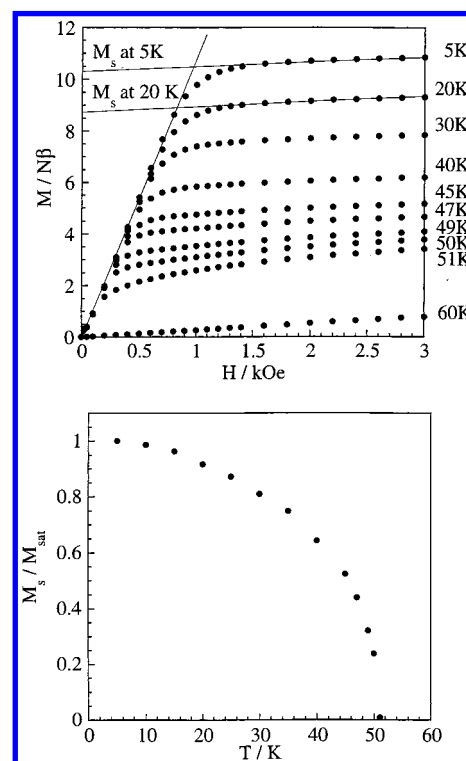 12
10
8
6
4
2
0
M / Nβ
M_s at 5K
M_s at 20 K
5K
20K
30K
40K
45K
47K
49K
50K
51K
60K
0 0.5 1 1.5 2 2.5 3
H / kOe
1
0.8
0.6
0.4
0.2
0
M_s / M_sat
0 10 20 30 40 50 60
T / K